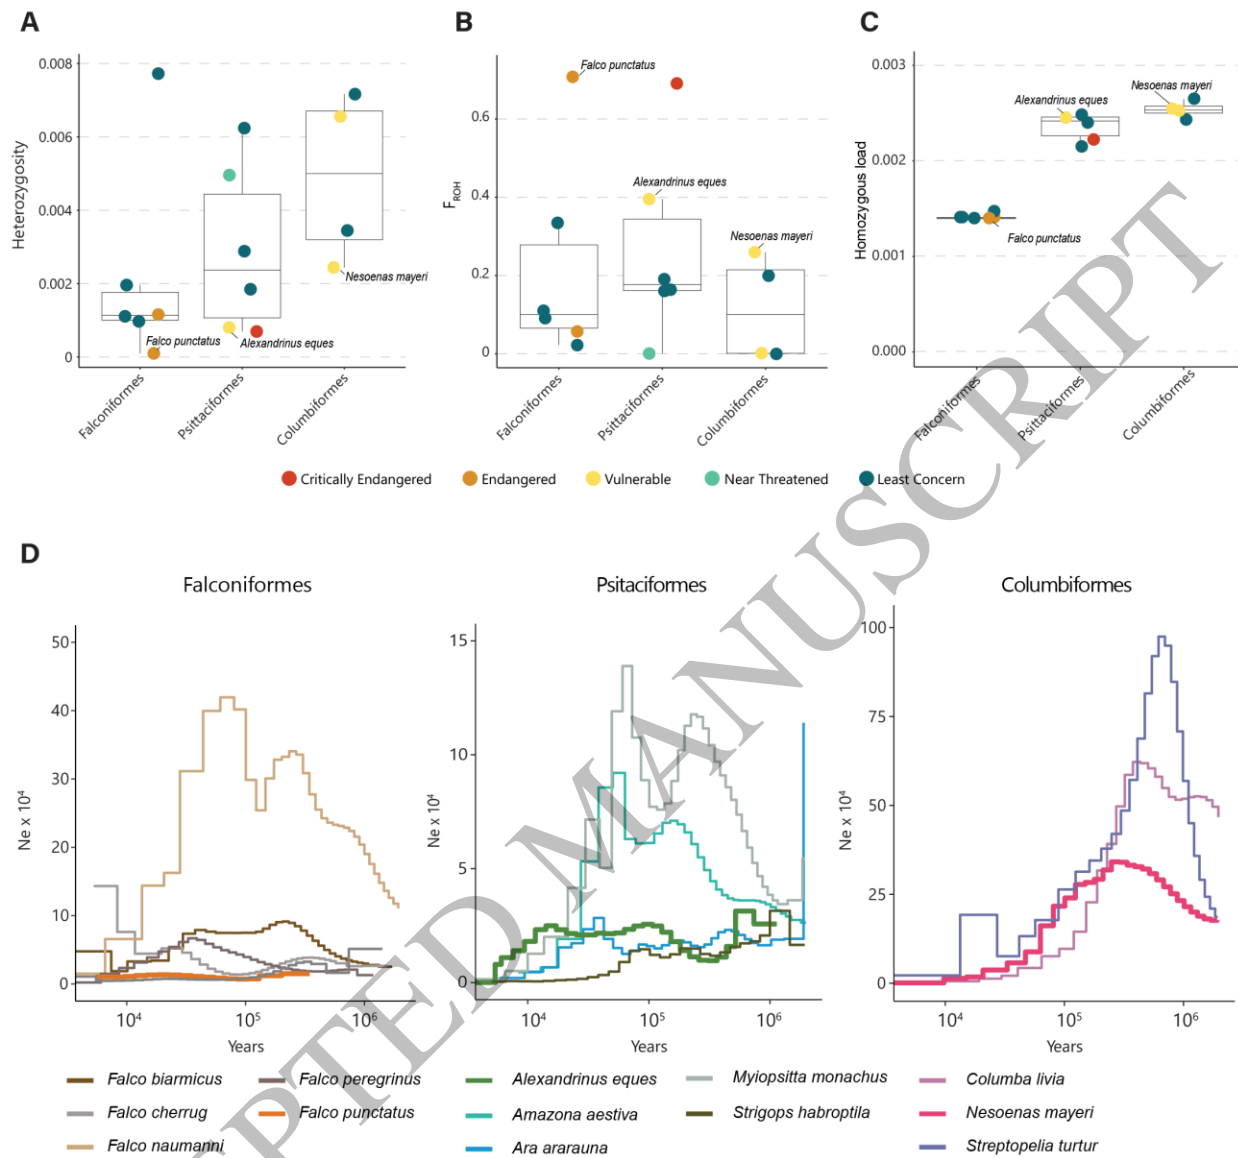 A
B
C
0.008
0.006
0.004
0.002
0
Heterozygosity
Falco punctatus
Alexandrinus eques
Nesoenas mayeri
Falconiformes
Psittaciformes
Columbiformes
0.6
0.4
0.2
0
F ROH
Falco punctatus
Alexandrinus eques
Nesoenas mayeri
Falconiformes
Psittaciformes
Columbiformes
0.003
0.002
0.001
0.000
Homozygous load
Alexandrinus eques
Nesoenas mayeri
Falco punctatus
Falconiformes
Psittaciformes
Columbiformes
Critically Endangered
Endangered
Vulnerable
Near Threatened
Least Concern
D
Falconiformes
50
40
30
20
10
0
Ne x 10⁴
10⁴
10⁵
10⁶
Years
Psitaciformes
15
10
5
0
Ne x 10⁴
10⁴
10⁵
10⁶
Years
Columbiformes
100
75
50
25
0
Ne x 10⁴
10⁴
10⁵
10⁶
Years
Falco biarmicus
Falco cherrug
Falco naumanni
Falco peregrinus
Falco punctatus
Alexandrinus eques
Amazona aestiva
Ara ararauna
Myiopsitta monachus
Strigops habroptila
Columba livia
Nesoenas mayeri
Streptopelia turtur
PTED MANUSCRIPT